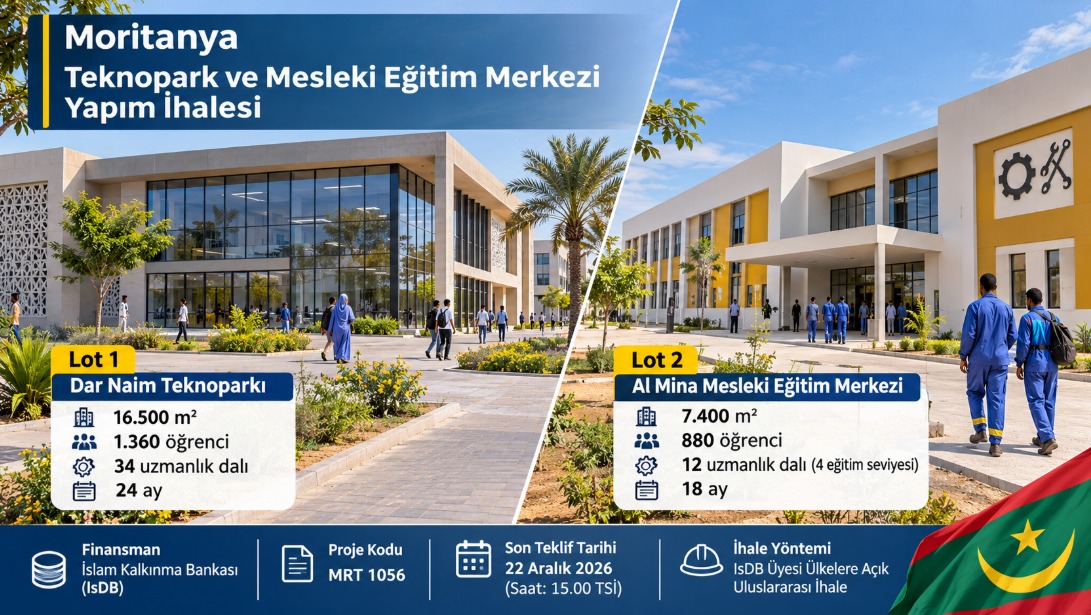 Moritanya
Teknopark ve Mesleki Eğitim Merkezi
Yapım İhalesi
Lot 1
Dar Naim Teknoparkı
16.500 m²
1.360 öğrenci
34 uzmanlık dalı
24 ay
Lot 2
Al Mina Mesleki Eğitim Merkezi
7.400 m²
880 öğrenci
12 uzmanlık dalı (4 eğitim seviyesi)
18 ay
Finansman
İslam Kalkınma Bankası
(IsDB)
Proje Kodu
MRT 1056
Son Teklif Tarihi
22 Aralık 2026
(Saat: 15.00 TSİ)
İhale Yöntemi
IsDB Üyesi Ülkelere Açık
Uluslararası İhale